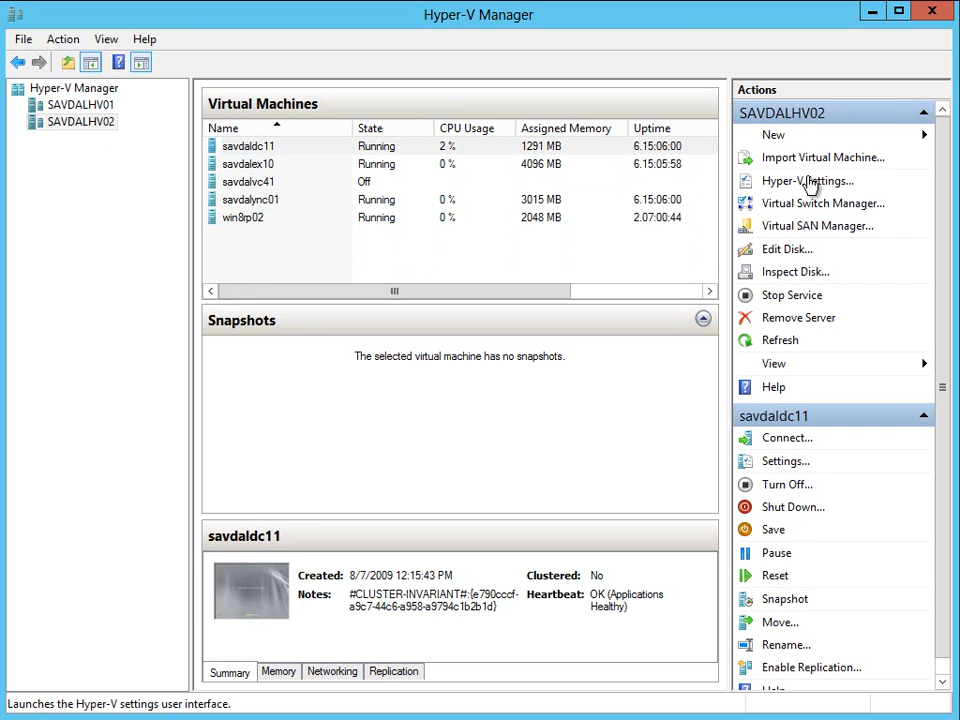 Hyper-V Manager
File Action View Help
Hyper-V Manager
SAVDALHV01
SAVDALHV02
Virtual Machines
Name State CPU Usage Assigned Memory Uptime
savdaldc11 Running 2 % 1291 MB 6.15:06:00
savdalex10 Running 0 % 4096 MB 6.15:05:58
savdalvc41 Off
savdalync01 Running 0 % 3015 MB 6.15:06:00
win8rp02 Running 0 % 2048 MB 2.07:00:44
Snapshots
The selected virtual machine has no snapshots.
savdaldc11
Created: 8/7/2009 12:15:43 PM Clustered: No
Notes: #CLUSTER-INVARIANT#:{e790cccf- Heartbeat: OK (Applications
a9c7-44c6-a958-a9794c1b2b1d} Healthy)
Summary Memory Networking Replication
Actions
SAVDALHV02
New
Import Virtual Machine...
Hyper-V Settings...
Virtual Switch Manager...
Virtual SAN Manager...
Edit Disk...
Inspect Disk...
Stop Service
Remove Server
Refresh
View
Help
savdaldc11
Connect...
Settings...
Turn Off...
Shut Down...
Save
Pause
Reset
Snapshot
Move...
Rename...
Enable Replication...
Help
Launches the Hyper-V settings user interface.